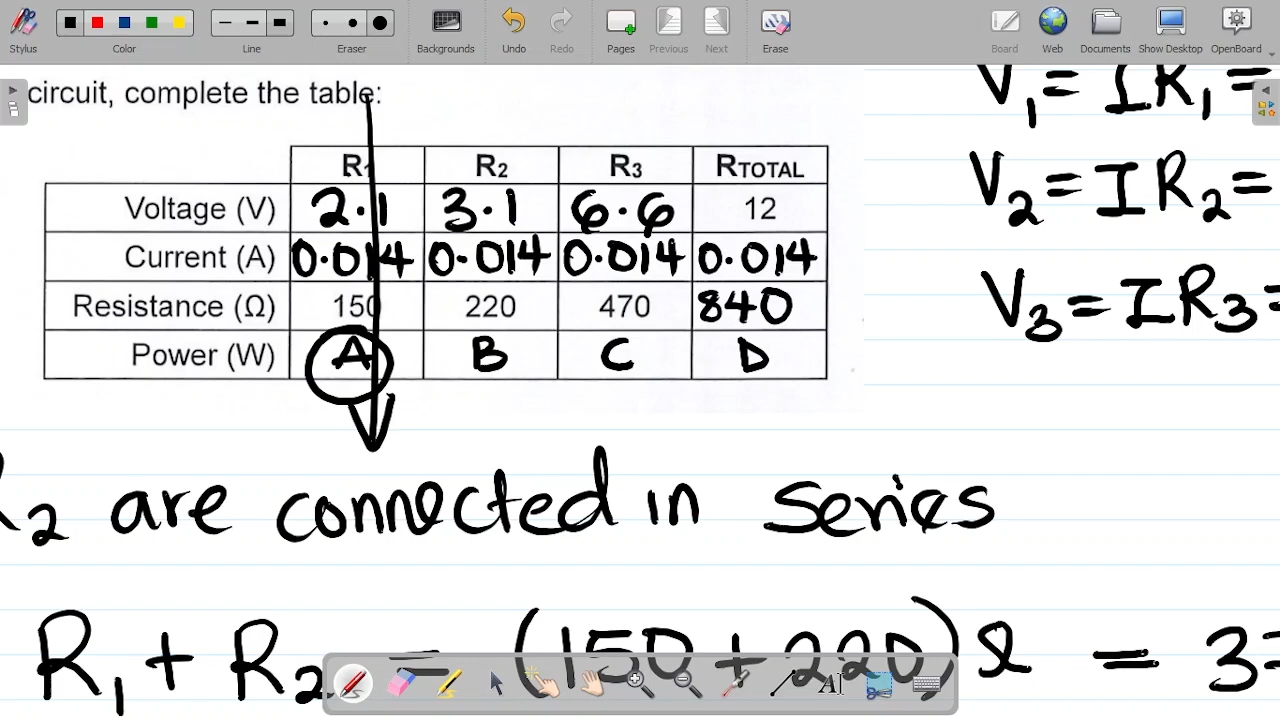 Stylus Color Line Eraser Backgrounds Undo Redo Pages Previous Next Erase Board Web Documents Show Desktop OpenBoard
circuit, complete the table:
R1 R2 R3 RTOTAL
Voltage (V) 2.1 3.1 6.6 12
Current (A) 0.014 0.014 0.014 0.014
Resistance (Ω) 150 220 470 840
Power (W) A B C D
V1 = IR1 =
V2 = IR2 =
V3 = IR3 =
R2 are connected in series
R1 + R2 = (150 + 220)Ω = 37